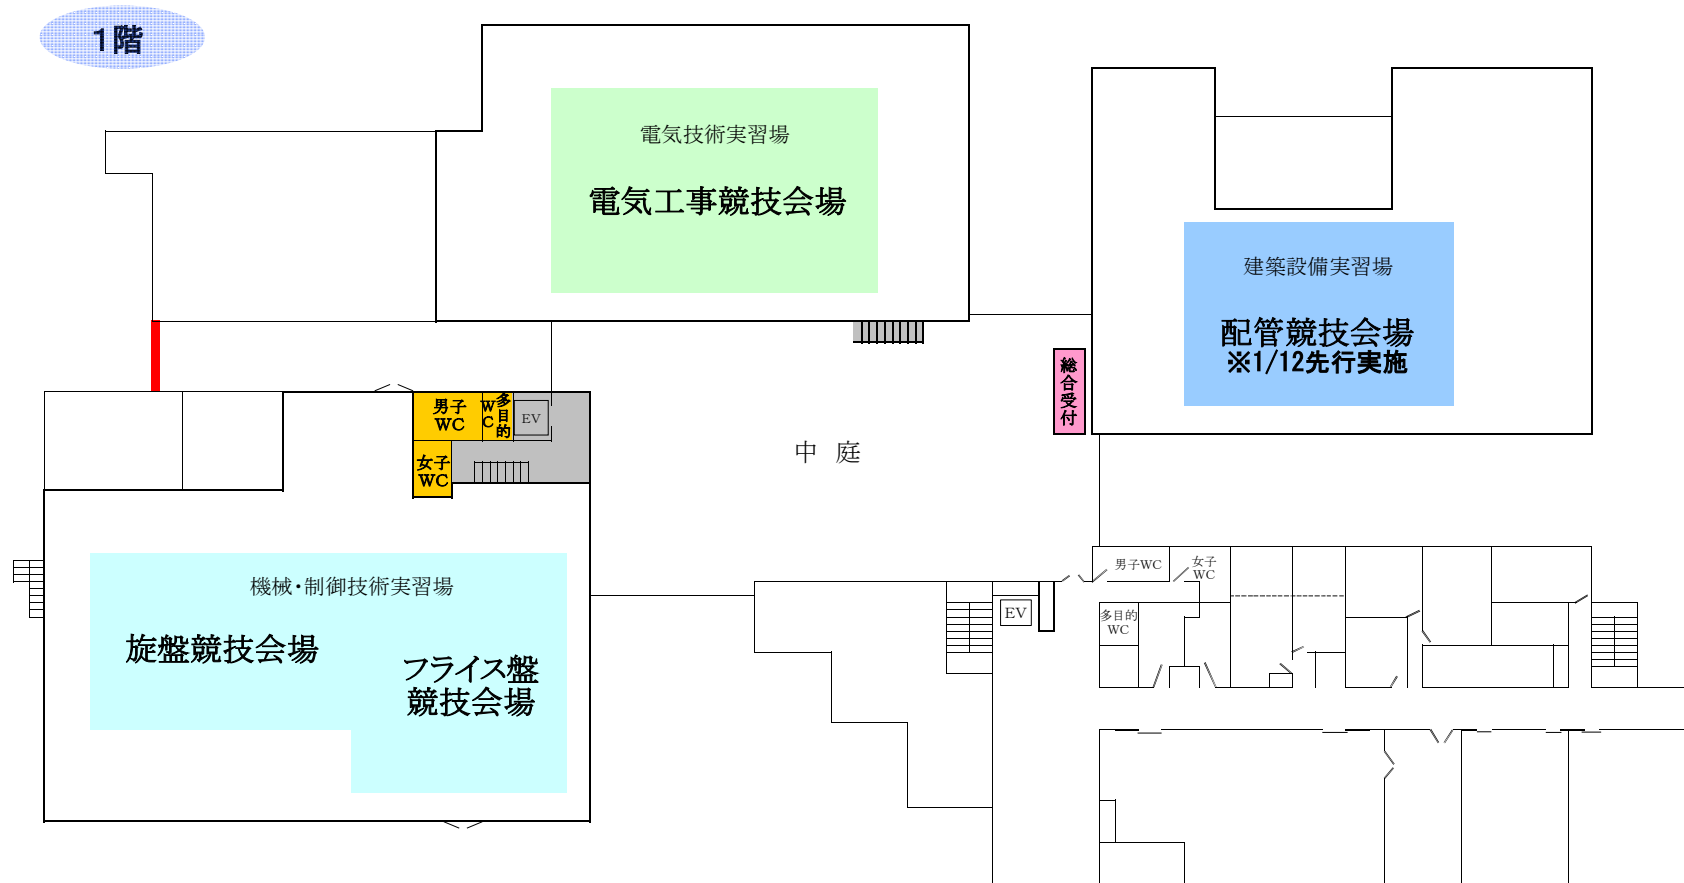 1階
電気技術実習場
電気工事競技会場
建築設備実習場
配管競技会場
※1/12先行実施
総合受付
男子
WC
多目的
WC
EV
女子
WC
中 庭
機械・制御技術実習場
旋盤競技会場
フライス盤
競技会場
EV
男子WC
女子
WC
多目的
WC